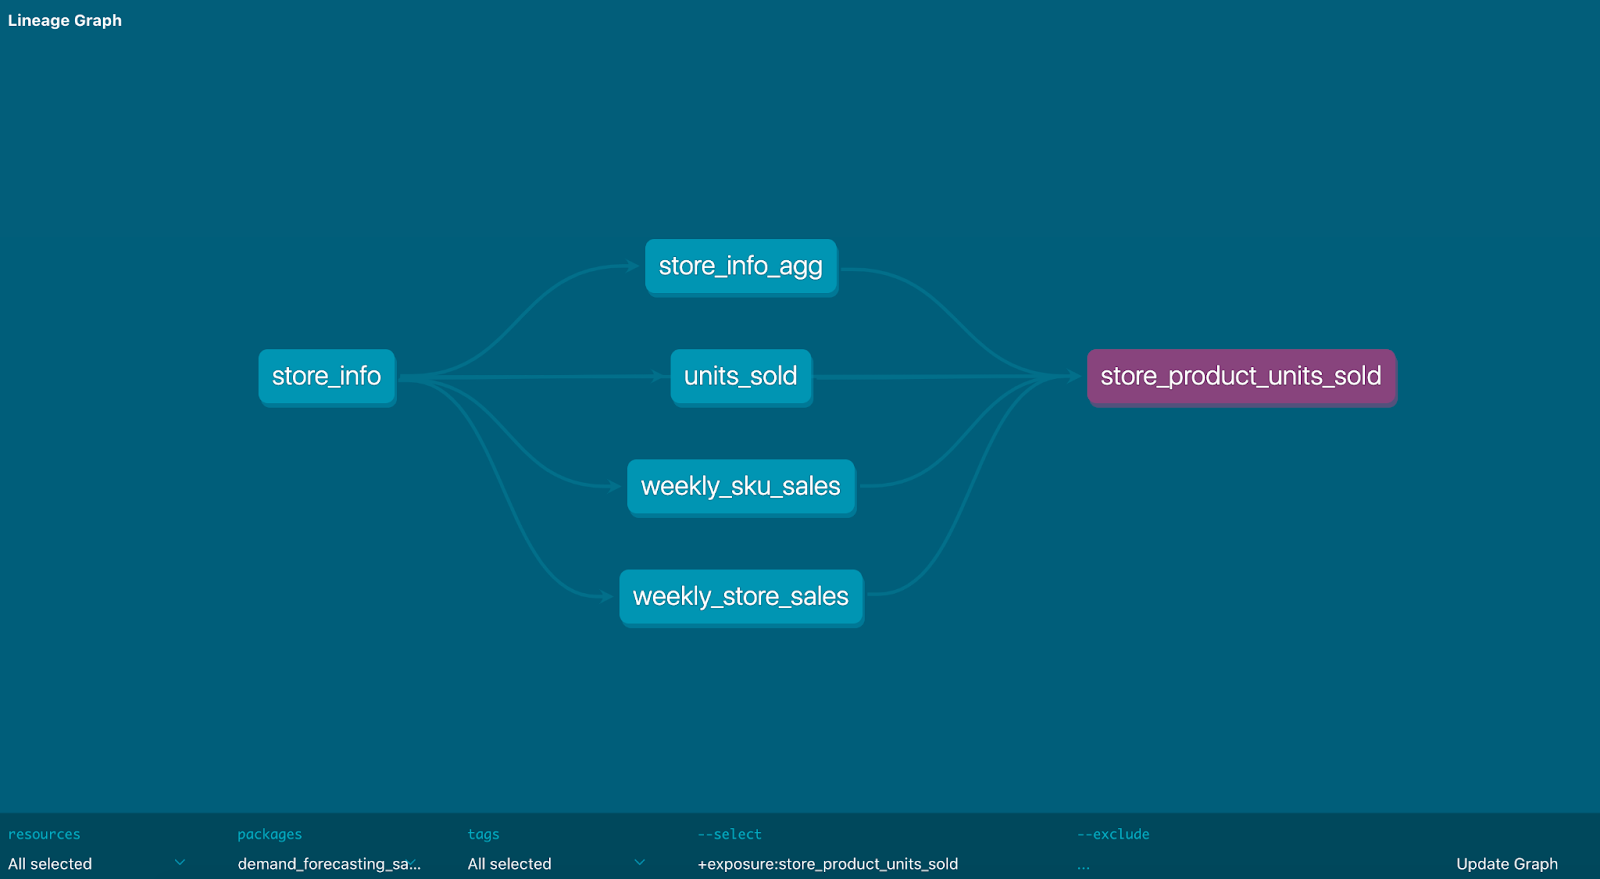 Lineage Graph
store_info_agg
store_info
units_sold
store_product_units_sold
weekly_sku_sales
weekly_store_sales
resources
packages
tags
--select
--exclude
All selected
demand_forecasting_sa...
All selected
+exposure:store_product_units_sold
...
Update Graph